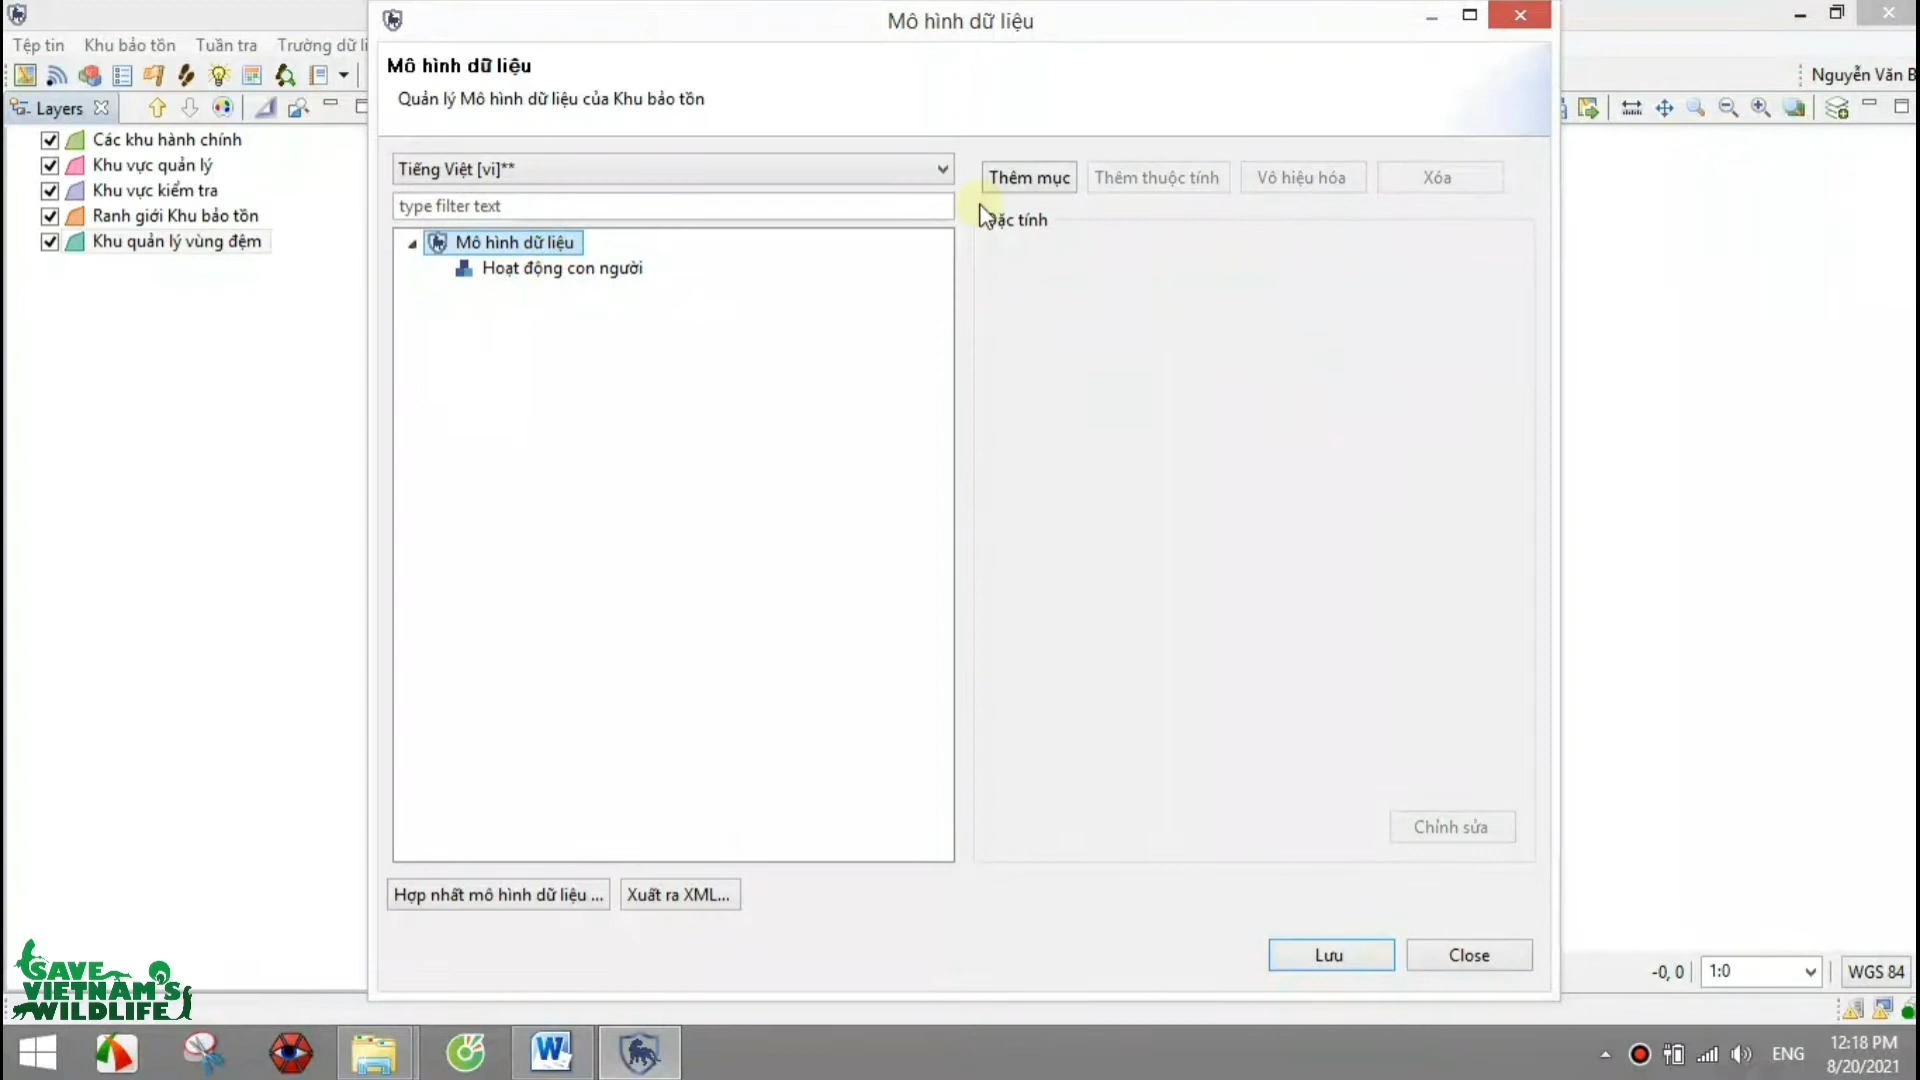 Mô hình dữ liệu
Tệp tin Khu bảo tồn Tuần tra Trường dữ li
Nguyễn Văn B
Layers
Các khu hành chính
Khu vực quản lý
Khu vực kiểm tra
Ranh giới Khu bảo tồn
Khu quản lý vùng đệm
Mô hình dữ liệu
Quản lý Mô hình dữ liệu của Khu bảo tồn
Tiếng Việt [vi]**
type filter text
Mô hình dữ liệu
Hoạt động con người
Thêm mục Thêm thuộc tính Vô hiệu hóa Xóa
Đặc tính
Chỉnh sửa
Hợp nhất mô hình dữ liệu ... Xuất ra XML...
Lưu Close
-0, 0 1:0 WGS 84
SAVE
VIETNAM'S
WILDLIFE
ENG
12:18 PM
8/20/2021